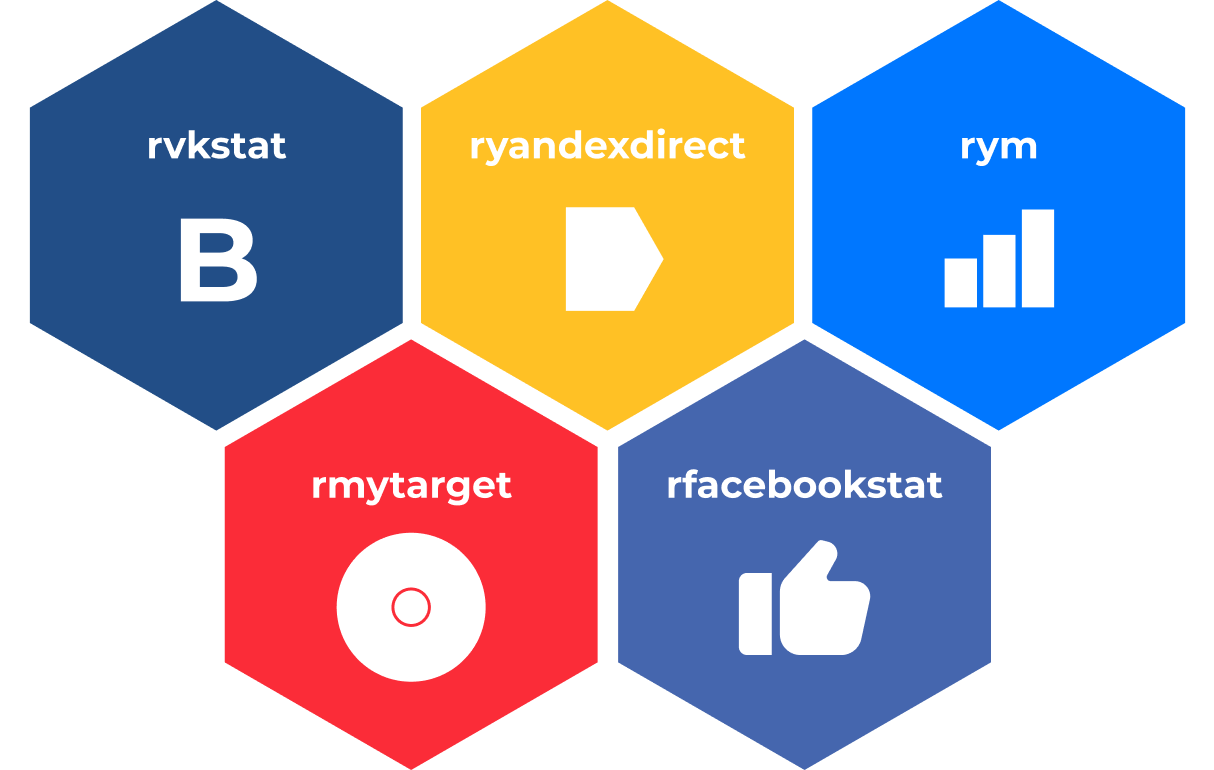 rvkstat
ryandexdirect
rym
B
rmytarget
rfacebookstat